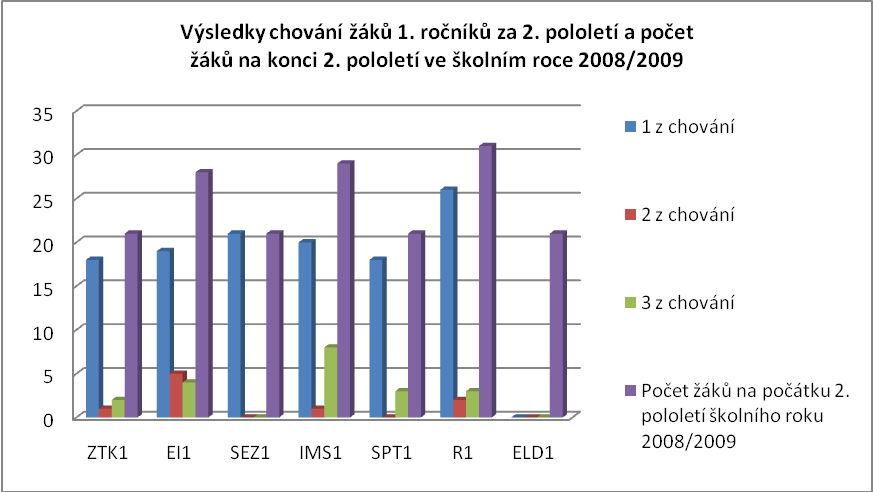 Výsledky chování žáků 1. ročníků za 2. pololetí a počet
žáků na konci 2. pololetí ve školním roce 2008/2009
35
30
25
20
15
10
5
0
ZTK1 EI1 SEZ1 IMS1 SPT1 R1 ELD1
1 z chování
2 z chování
3 z chování
Počet žáků na počátku 2.
pololetí školního roku
2008/2009